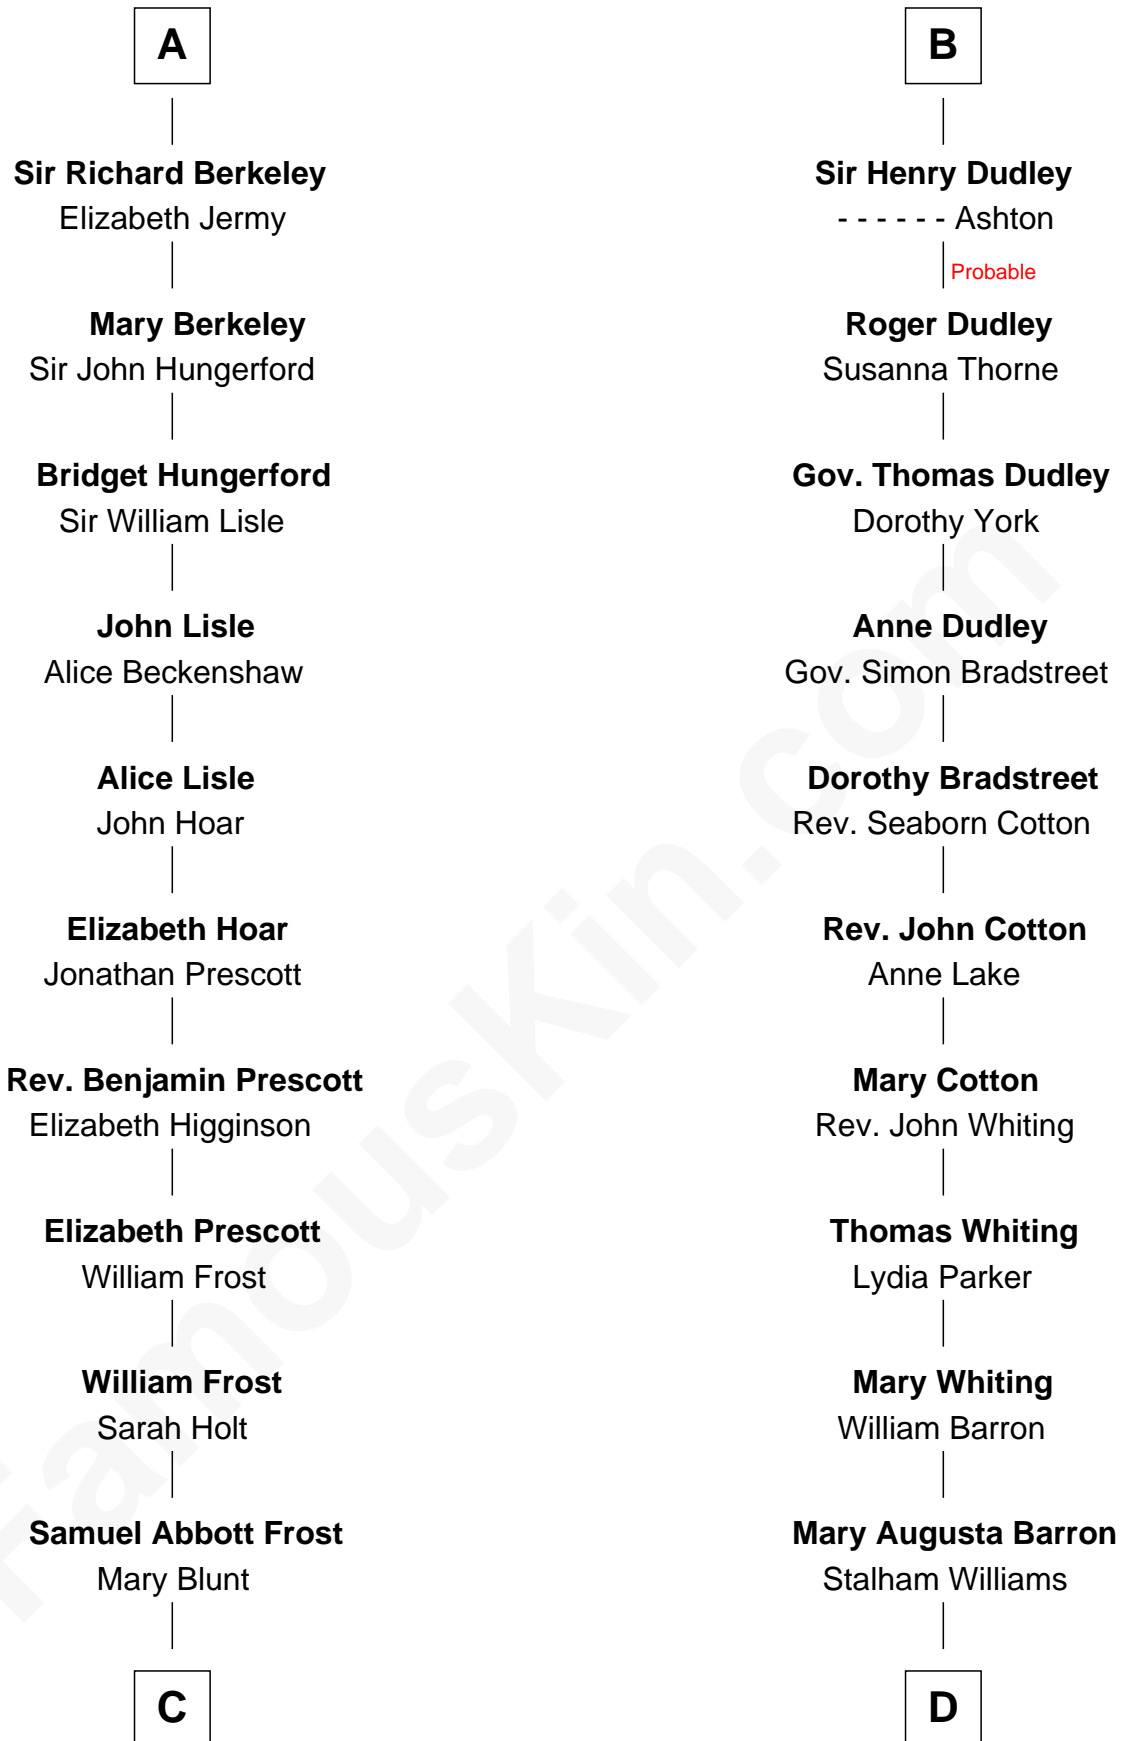 A
Sir Richard Berkeley
Elizabeth Jermy
Mary Berkeley
Sir John Hungerford
Bridget Hungerford
Sir William Lisle
John Lisle
Alice Beckenshaw
Alice Lisle
John Hoar
Elizabeth Hoar
Jonathan Prescott
Rev. Benjamin Prescott
Elizabeth Higginson
Elizabeth Prescott
William Frost
William Frost
Sarah Holt
Samuel Abbott Frost
Mary Blunt
C
B
Sir Henry Dudley
- - - - - - Ashton
Probable
Roger Dudley
Susanna Thorne
Gov. Thomas Dudley
Dorothy York
Anne Dudley
Gov. Simon Bradstreet
Dorothy Bradstreet
Rev. Seaborn Cotton
Rev. John Cotton
Anne Lake
Mary Cotton
Rev. John Whiting
Thomas Whiting
Lydia Parker
Mary Whiting
William Barron
Mary Augusta Barron
Stalham Williams
D
FamousKin.com